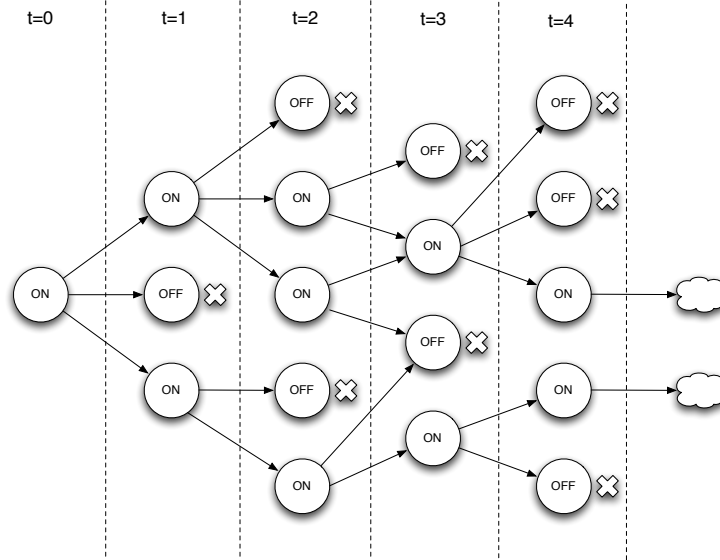 t=0 t=1 t=2 t=3 t=4
OFF OFF
OFF
ON ON OFF
ON
ON OFF ON ON
OFF
ON OFF ON
ON
ON OFF